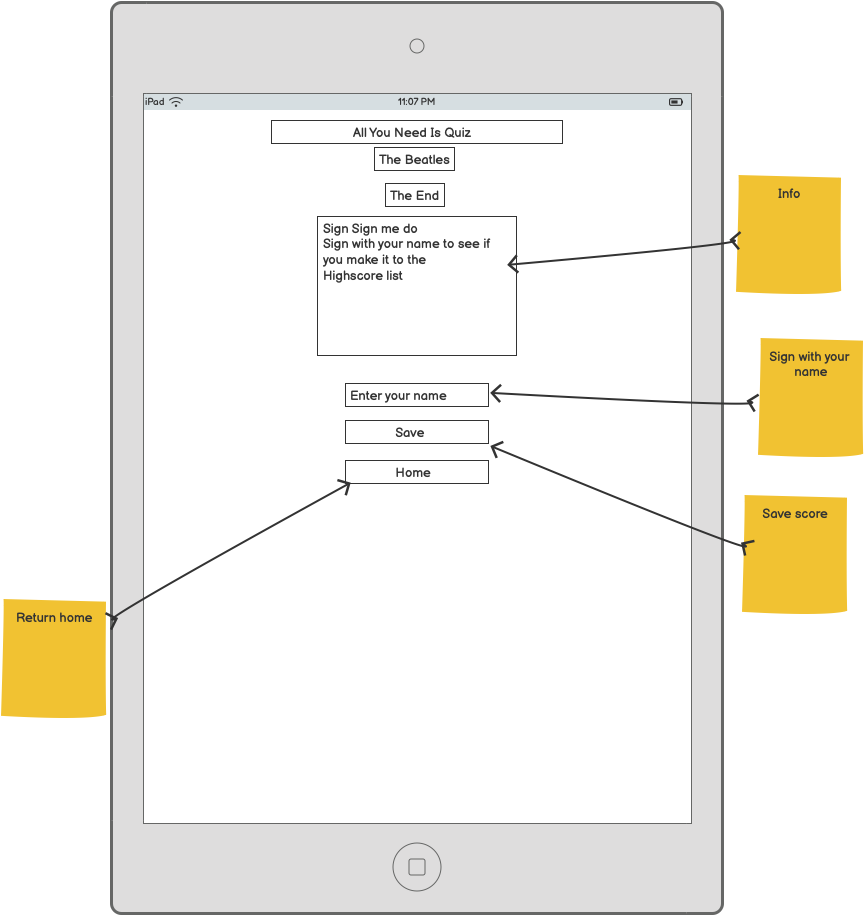 iPad
11:07 PM
All You Need Is Quiz
The Beatles
The End
Sign Sign me do
Sign with your name to see if
you make it to the
Highscore list
Enter your name
Save
Home
Info
Sign with your
name
Save score
Return home